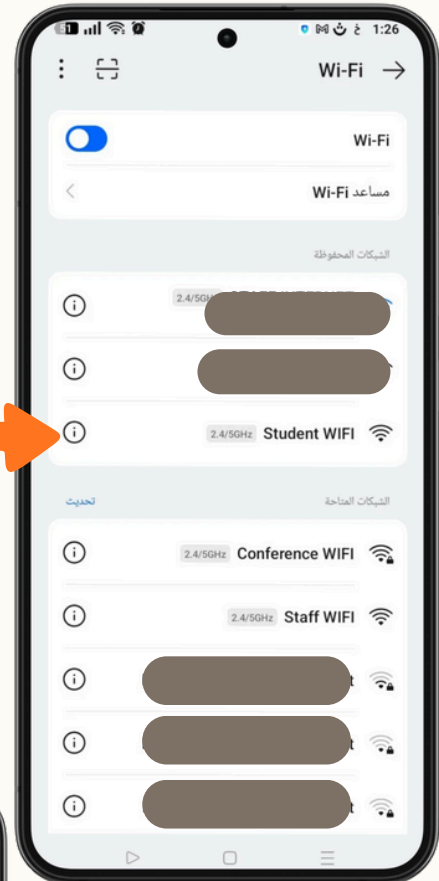 1:26
Wi-Fi
Wi-Fi
مساعد Wi-Fi
الشبكات المحفوظة
2.4/5GHz
Student WIFI 2.4/5GHz
الشبكات المتاحة تحديث
Conference WIFI 2.4/5GHz
Staff WIFI 2.4/5GHz